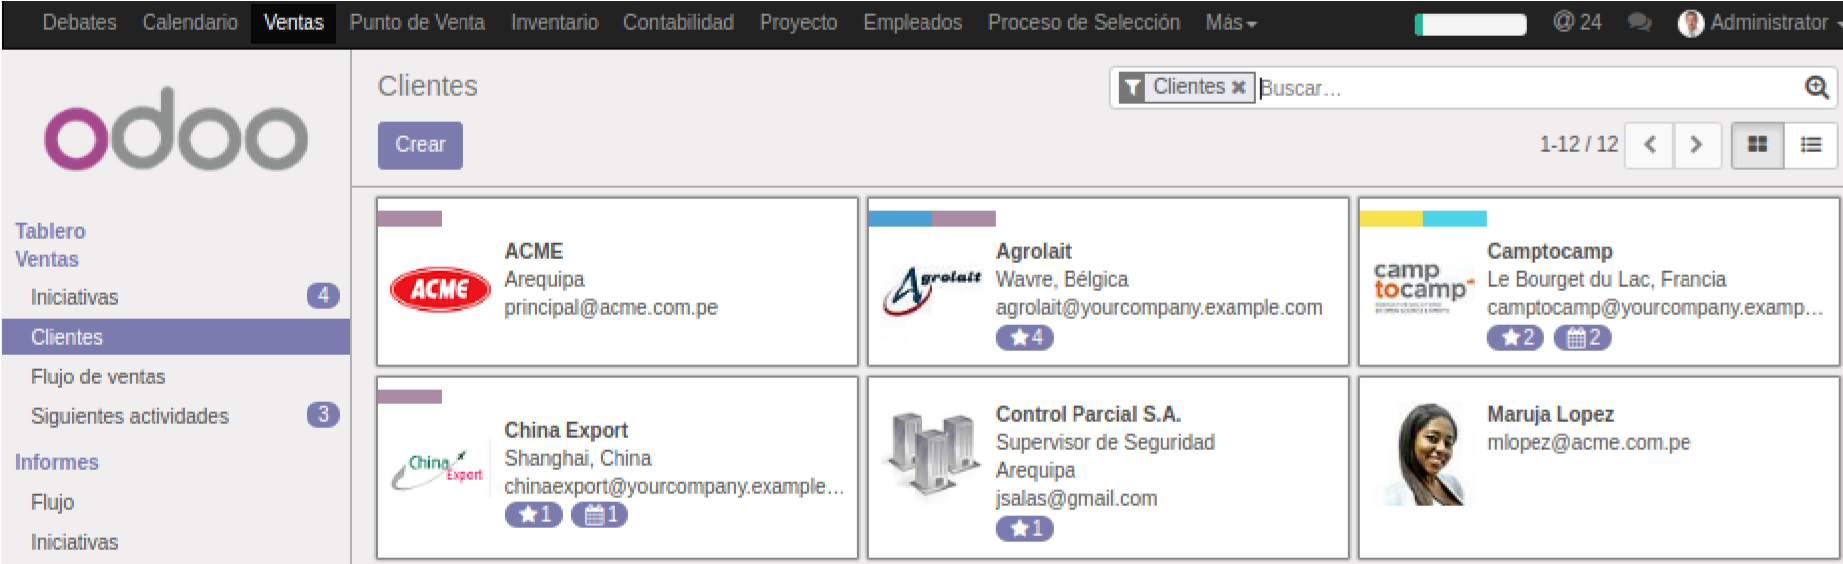 Debates Calendario Ventas Punto de Venta Inventario Contabilidad Proyecto Empleados Proceso de Selección Más @ 24 Administrator
odoo
Clientes
Clientes ✖ Buscar...
Crear
1-12 / 12
Tablero
Ventas
Iniciativas 4
Clientes
Flujo de ventas
Siguientes actividades 3
Informes
Flujo
Iniciativas
ACME
ACME
Arequipa
principal@acme.com.pe
Agrolait
Agrolait
Wavre, Bélgica
agrolait@yourcompany.example.com
4
camp
tocamp
Camptocamp
Le Bourget du Lac, Francia
camptocamp@yourcompany.examp...
2 2
China
Export
China Export
Shanghai, China
chinaexport@yourcompany.example...
1 1
Control Parcial S.A.
Supervisor de Seguridad
Arequipa
jsalas@gmail.com
1
Maruja Lopez
mlopez@acme.com.pe